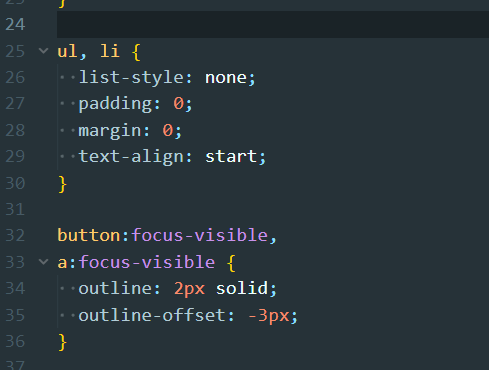 23 }
24
25 ul, li {
26 list-style: none;
27 padding: 0;
28 margin: 0;
29 text-align: start;
30 }
31
32 button:focus-visible,
33 a:focus-visible {
34 outline: 2px solid;
35 outline-offset: -3px;
36 }
37